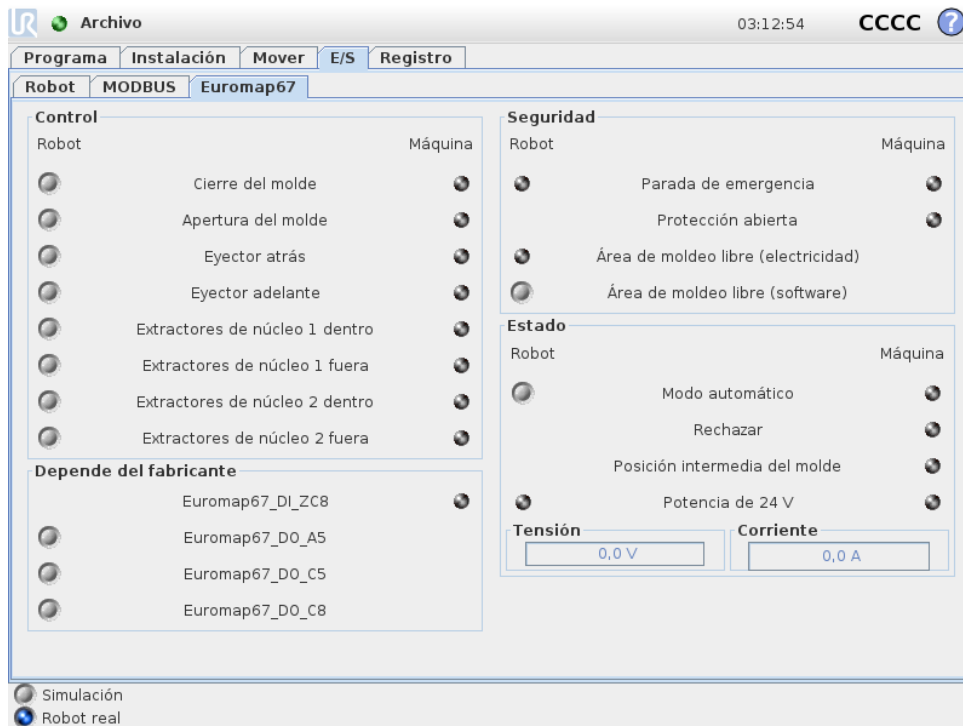 UR Archivo 03:12:54 CCCC ?
Programa Instalación Mover E/S Registro
Robot MODBUS Euromap67
Control
Robot Máquina
Cierre del molde
Apertura del molde
Eyector atrás
Eyector adelante
Extractores de núcleo 1 dentro
Extractores de núcleo 1 fuera
Extractores de núcleo 2 dentro
Extractores de núcleo 2 fuera
Depende del fabricante
Euromap67_DI_ZC8
Euromap67_DO_A5
Euromap67_DO_C5
Euromap67_DO_C8
Seguridad
Robot Máquina
Parada de emergencia
Protección abierta
Área de moldeo libre (electricidad)
Área de moldeo libre (software)
Estado
Robot Máquina
Modo automático
Rechazar
Posición intermedia del molde
Potencia de 24 V
Tensión Corriente
0,0 V 0,0 A
Simulación
Robot real